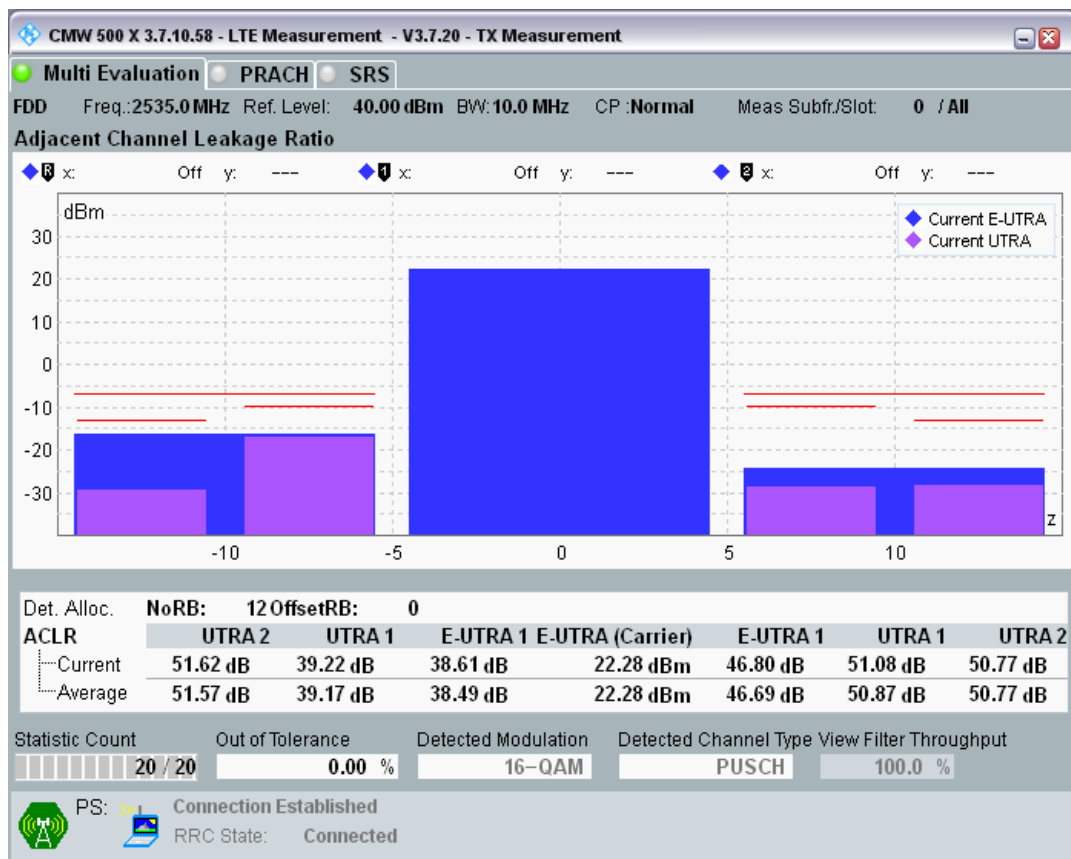 CMW 500 X 3.7.10.58 - LTE Measurement - V3.7.20 - TX Measurement
Multi Evaluation PRACH SRS
FDD Freq.:2535.0 MHz Ref. Level: 40.00 dBm BW: 10.0 MHz CP :Normal Meas Subfr./Slot: 0 / All
Adjacent Channel Leakage Ratio
R x: Off y: --- 1 x: Off y: --- 2 x: Off y: ---
dBm
Current E-UTRA
Current UTRA
30
20
10
0
-10
-20
-30
z
-10 -5 0 5 10
Det. Alloc. NoRB: 12 OffsetRB: 0
ACLR UTRA 2 UTRA 1 E-UTRA 1 E-UTRA (Carrier) E-UTRA 1 UTRA 1 UTRA 2
Current 51.62 dB 39.22 dB 38.61 dB 22.28 dBm 46.80 dB 51.08 dB 50.77 dB
Average 51.57 dB 39.17 dB 38.49 dB 22.28 dBm 46.69 dB 50.87 dB 50.77 dB
Statistic Count Out of Tolerance Detected Modulation Detected Channel Type View Filter Throughput
20 / 20 0.00 % 16-QAM PUSCH 100.0 %
PS: Connection Established
RRC State: Connected